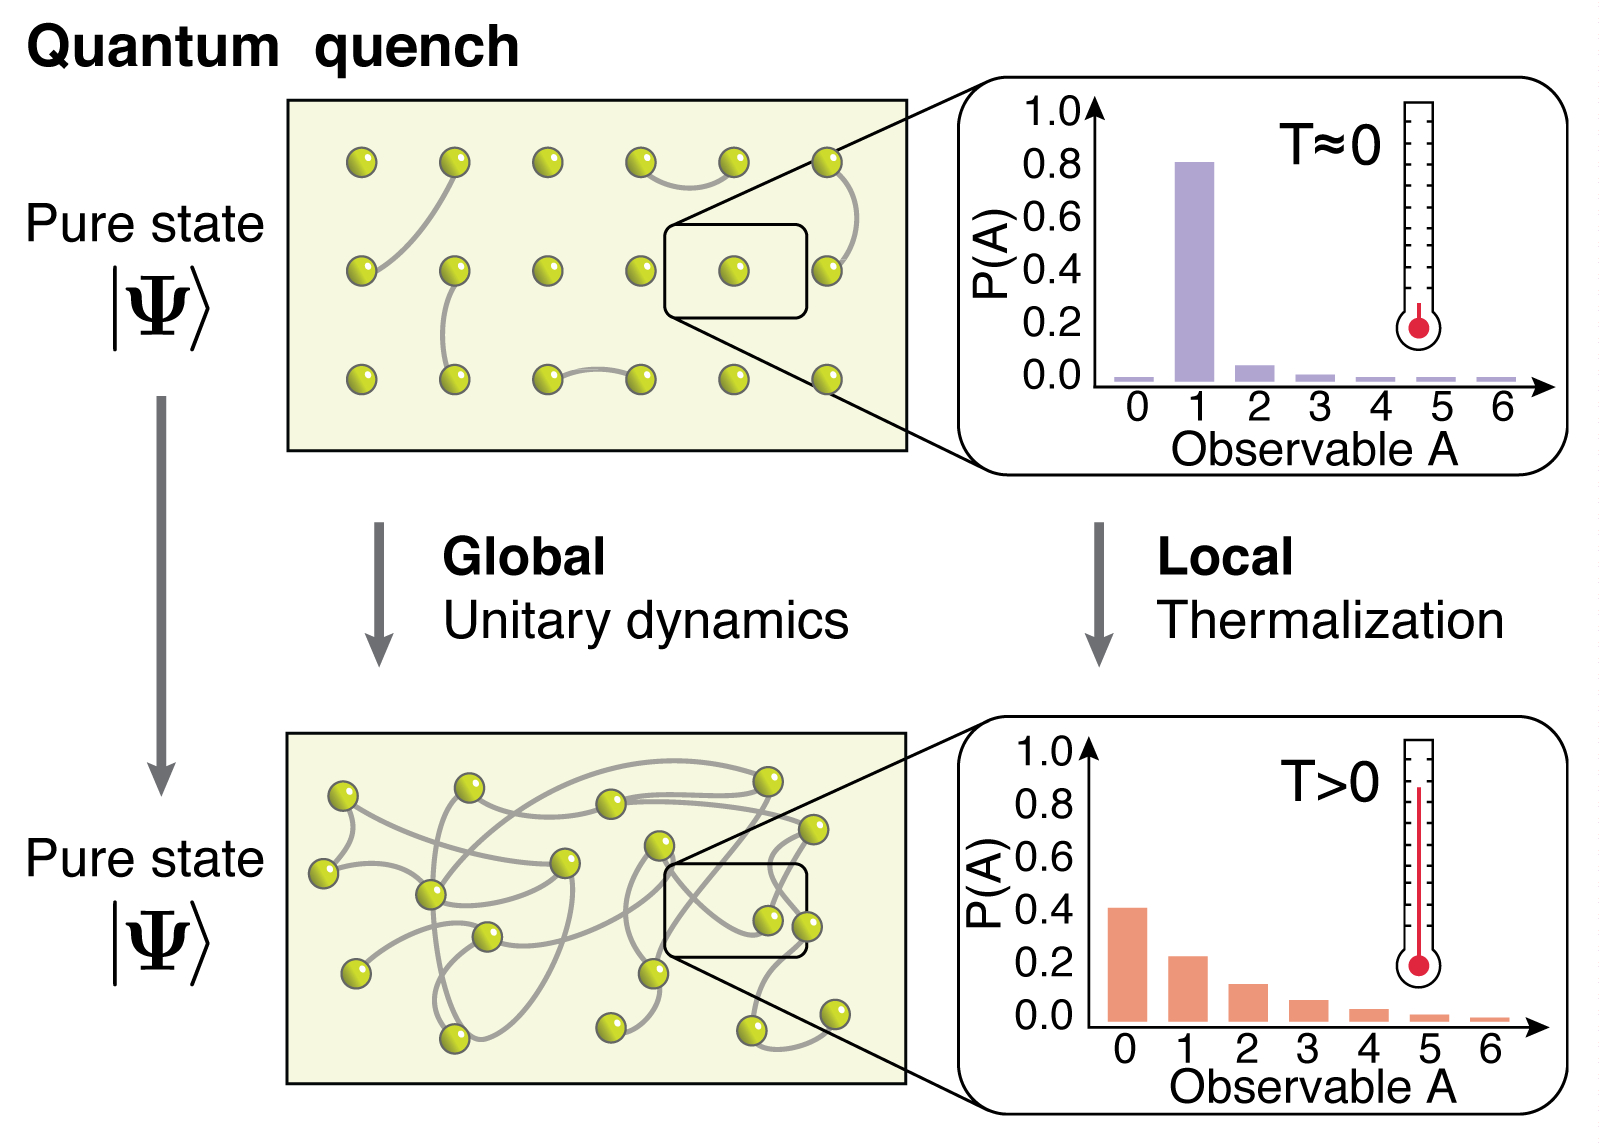 Quantum quench
Pure state
|Ψ⟩
1.0
0.8
0.6
0.4
0.2
0.0
P(A)
T≈0
0 1 2 3 4 5 6
Observable A
Global
Unitary dynamics
Local
Thermalization
Pure state
|Ψ⟩
1.0
0.8
0.6
0.4
0.2
0.0
P(A)
T>0
0 1 2 3 4 5 6
Observable A